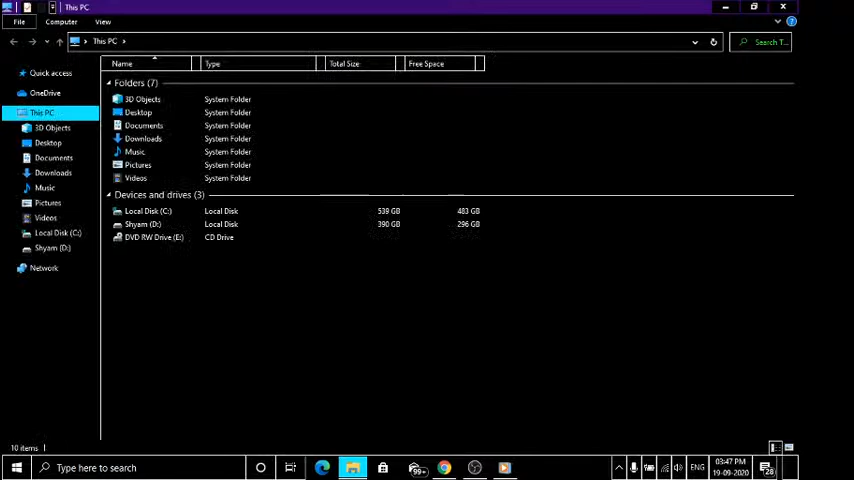 This PC
File Computer View
This PC
Search T...
Name Type Total Size Free Space
Quick access
OneDrive
This PC
3D Objects
Desktop
Documents
Downloads
Music
Pictures
Videos
Local Disk (C:)
Shyam (D:)
Network
Folders (7)
3D Objects System Folder
Desktop System Folder
Documents System Folder
Downloads System Folder
Music System Folder
Pictures System Folder
Videos System Folder
Devices and drives (3)
Local Disk (C:) Local Disk 539 GB 483 GB
Shyam (D:) Local Disk 390 GB 296 GB
DVD RW Drive (E:) CD Drive
10 items
Type here to search
99+
ENG
03:47 PM
19-09-2020
28